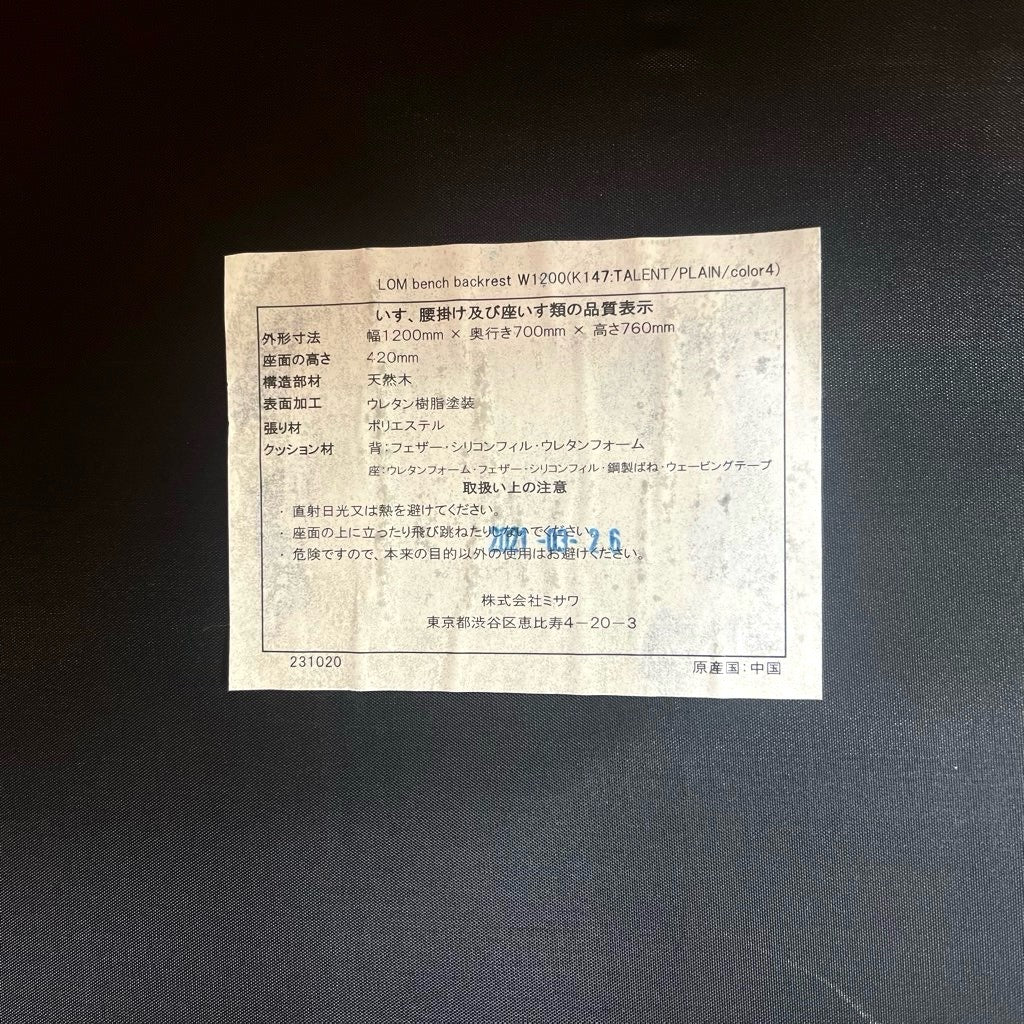 LOM bench backrest W1200(K147:TALENT/PLAIN/color4)
いす、腰掛け及び座いす類の品質表示
外形寸法 幅1200mm × 奥行き700mm × 高さ760mm
座面の高さ 420mm
構造部材 天然木
表面加工 ウレタン樹脂塗装
張り材 ポリエステル
クッション材 背:フェザー・シリコンフィル・ウレタンフォーム
座:ウレタンフォーム・フェザー・シリコンフィル・鋼製ばね・ウェービングテープ
取扱い上の注意
・ 直射日光又は熱を避けてください。
・ 座面の上に立ったり飛び跳ねたりしないでください。
2021-03-26
・ 危険ですので、本来の目的以外の使用はお避けください。
株式会社ミサワ
東京都渋谷区恵比寿4-20-3
231020 原産国:中国